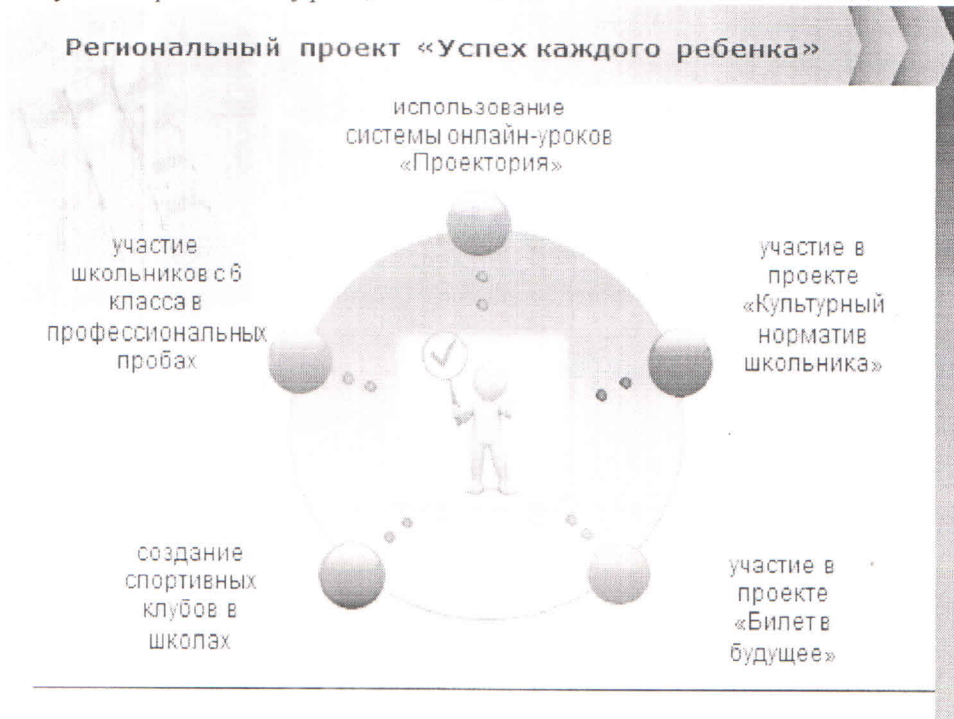 Региональный проект «Успех каждого ребенка»
использование
системы онлайн-уроков
«Проектория»
участие
школьников с 6
класса в
профессиональных
пробах
участие в
проекте
«Культурный
норматив
школьника»
создание
спортивных
клубов в
школах
участие в
проекте
«Билет в
будущее»